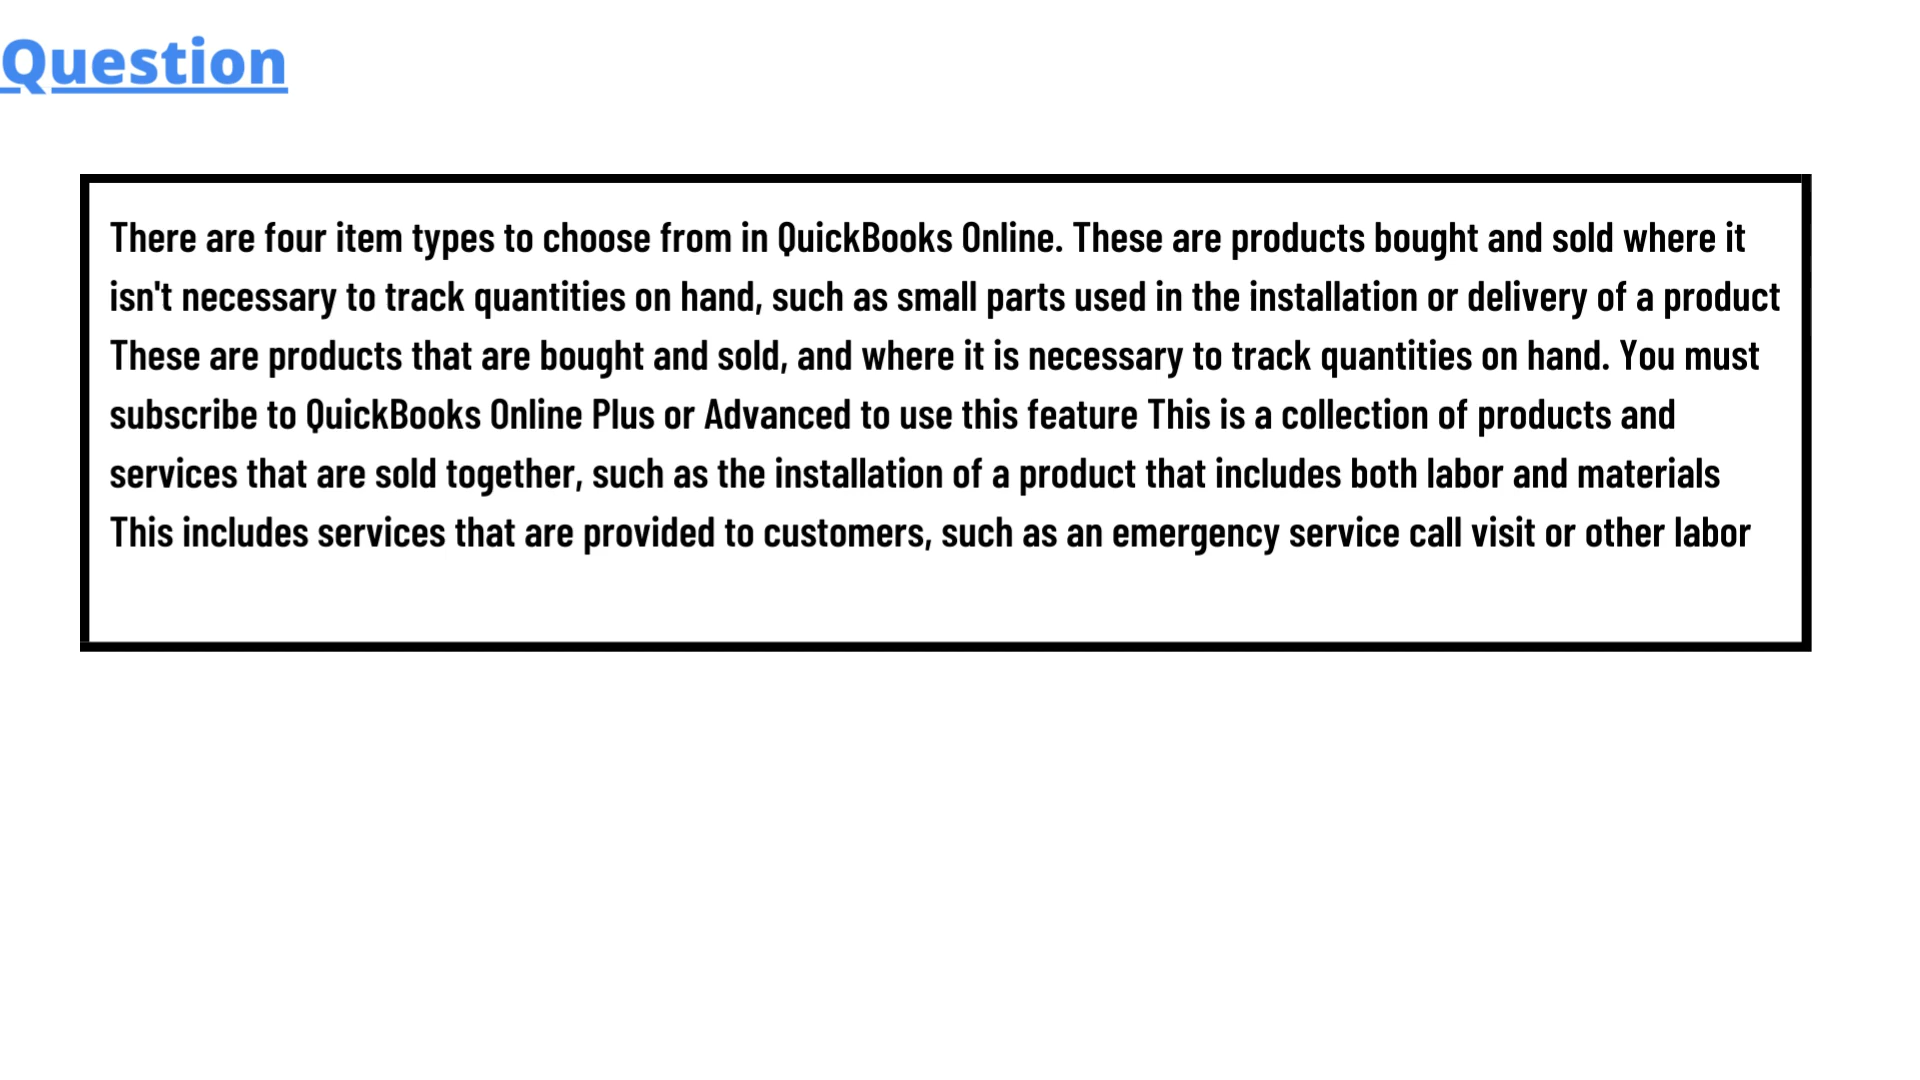 Question
There are four item types to choose from in QuickBooks Online. These are products bought and sold where it
isn't necessary to track quantities on hand, such as small parts used in the installation or delivery of a product
These are products that are bought and sold, and where it is necessary to track quantities on hand. You must
subscribe to QuickBooks Online Plus or Advanced to use this feature This is a collection of products and
services that are sold together, such as the installation of a product that includes both labor and materials
This includes services that are provided to customers, such as an emergency service call visit or other labor